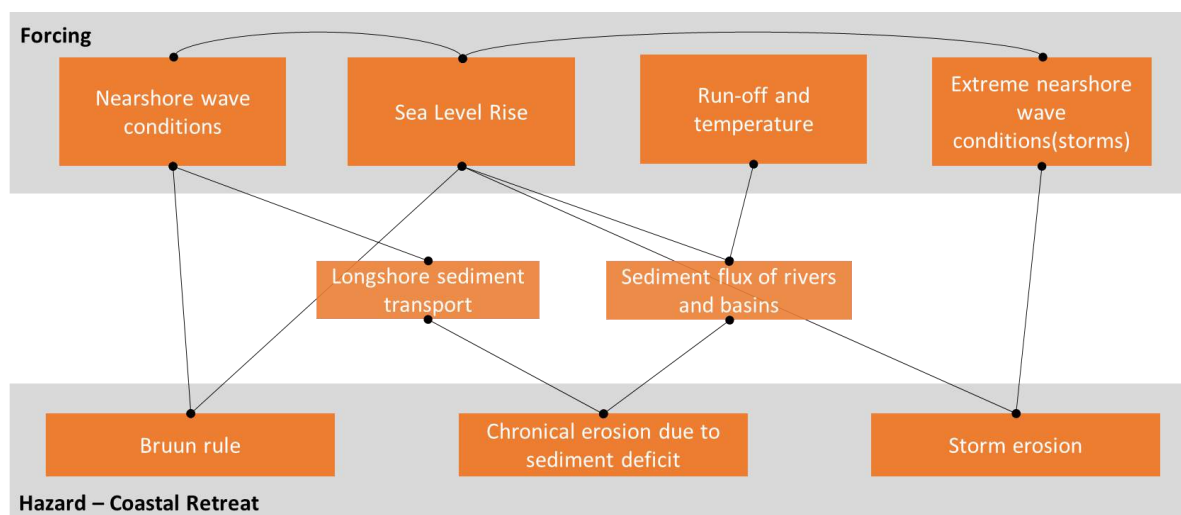 Forcing
Nearshore wave
conditions
Sea Level Rise
Run-off and
temperature
Extreme nearshore
wave
conditions(storms)
Longshore sediment
transport
Sediment flux of rivers
and basins
Bruun rule
Chronical erosion due to
sediment deficit
Storm erosion
Hazard – Coastal Retreat